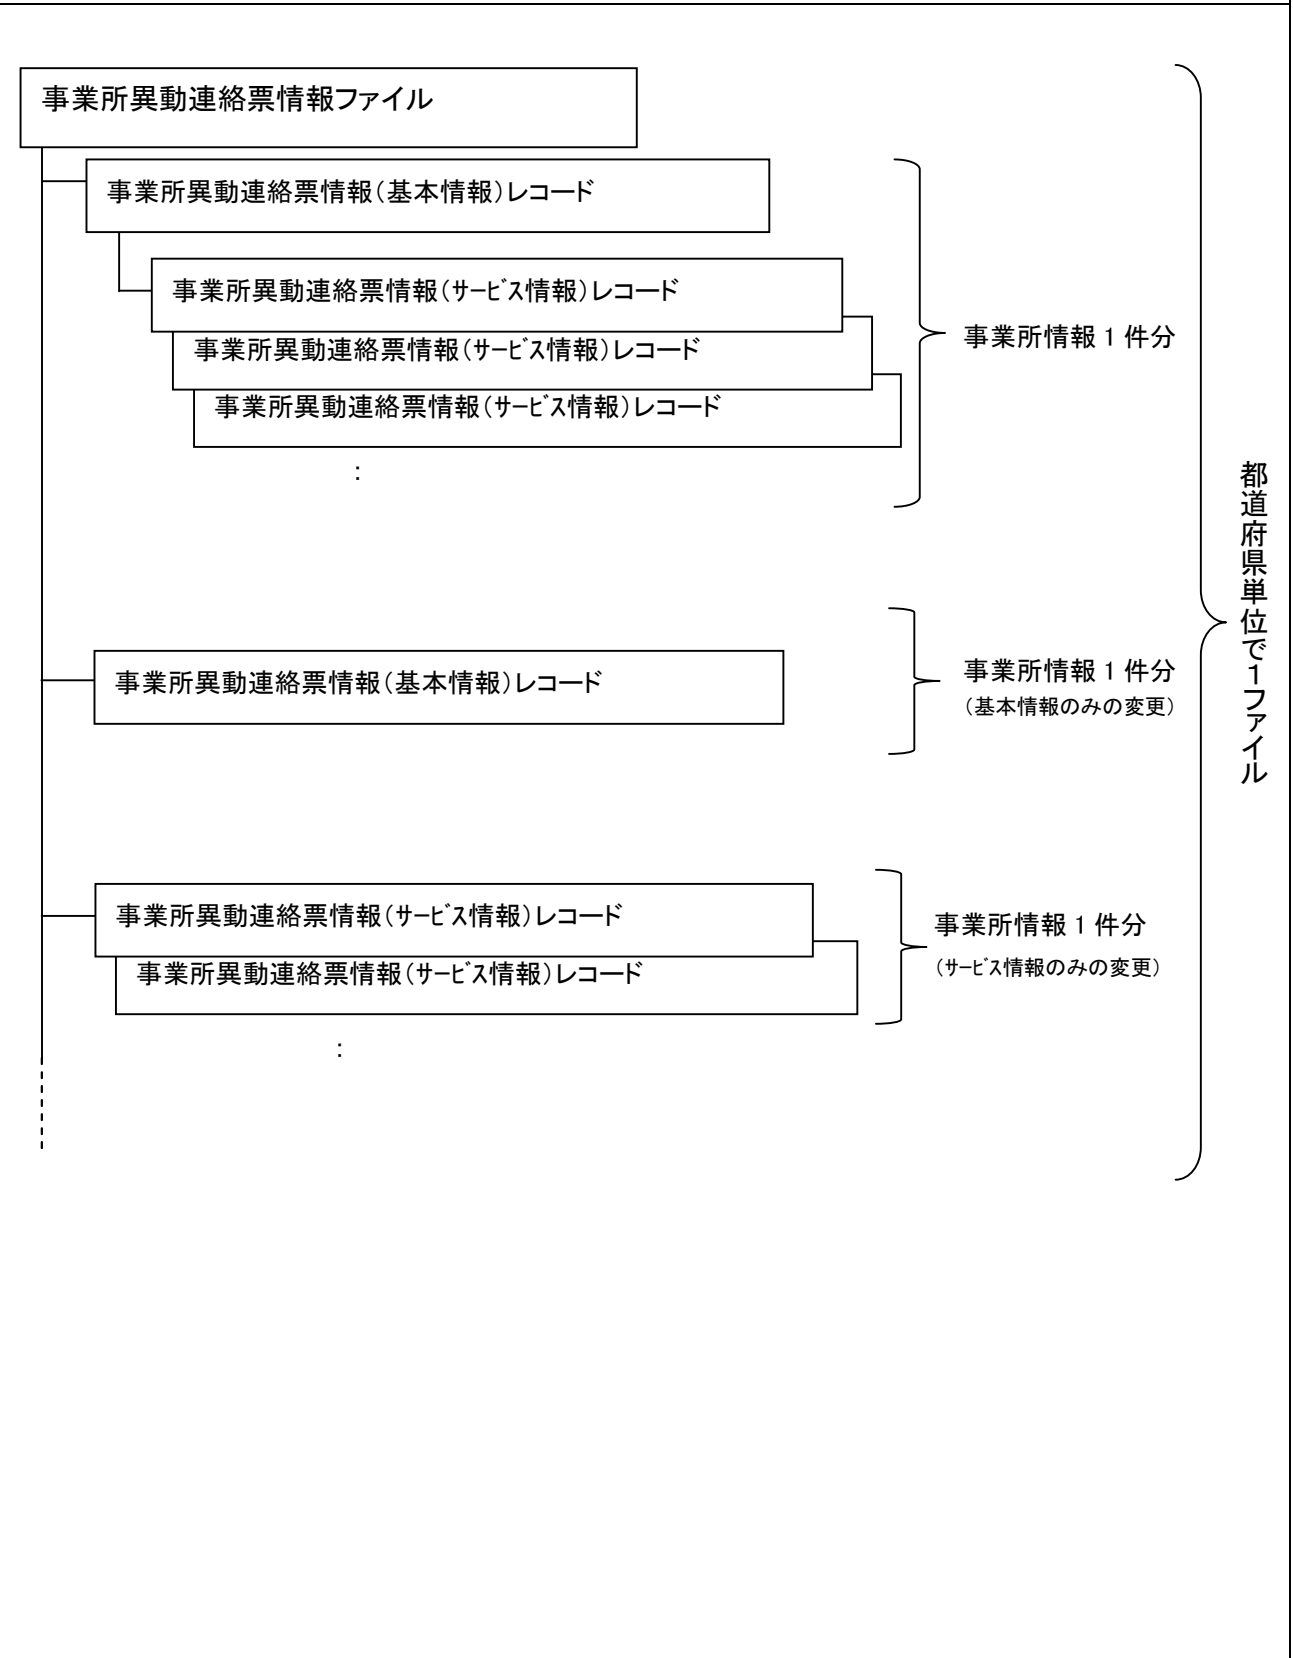 事業所異動連絡票情報ファイル
事業所異動連絡票情報(基本情報)レコード
事業所異動連絡票情報(ｻｰﾋﾞｽ情報)レコード
事業所異動連絡票情報(ｻｰﾋﾞｽ情報)レコード
事業所異動連絡票情報(ｻｰﾋﾞｽ情報)レコード
:
事業所情報 1 件分
事業所異動連絡票情報(基本情報)レコード
事業所情報 1 件分
(基本情報のみの変更)
事業所異動連絡票情報(ｻｰﾋﾞｽ情報)レコード
事業所異動連絡票情報(ｻｰﾋﾞｽ情報)レコード
:
事業所情報 1 件分
(ｻｰﾋﾞｽ情報のみの変更)
都道府県単位で1ファイル